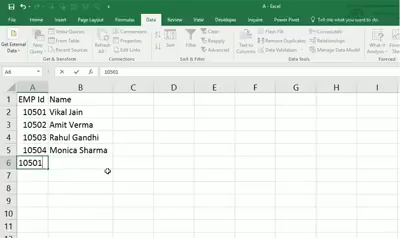 A - Excel
File Home Insert Page Layout Formulas Data Review View Developer Inquire Power Pivot Tell me what you want to do
Get External Data
Show Queries
From Table
Recent Sources
New Query
Get & Transform
Refresh All
Connections
Properties
Edit Links
Connections
Sort
Filter
Clear
Reapply
Advanced
Sort & Filter
Text to Columns
Flash Fill
Remove Duplicates
Data Validation
Consolidate
Relationships
Manage Data Model
Data Tools
What-If Analysis
Forecast
A6 10501
A B C D E F G H I
1 EMP Id Name
2 10501 Vikal Jain
3 10502 Amit Verma
4 10503 Rahul Gandhi
5 10504 Monica Sharma
6 10501
7
8
9
10
11